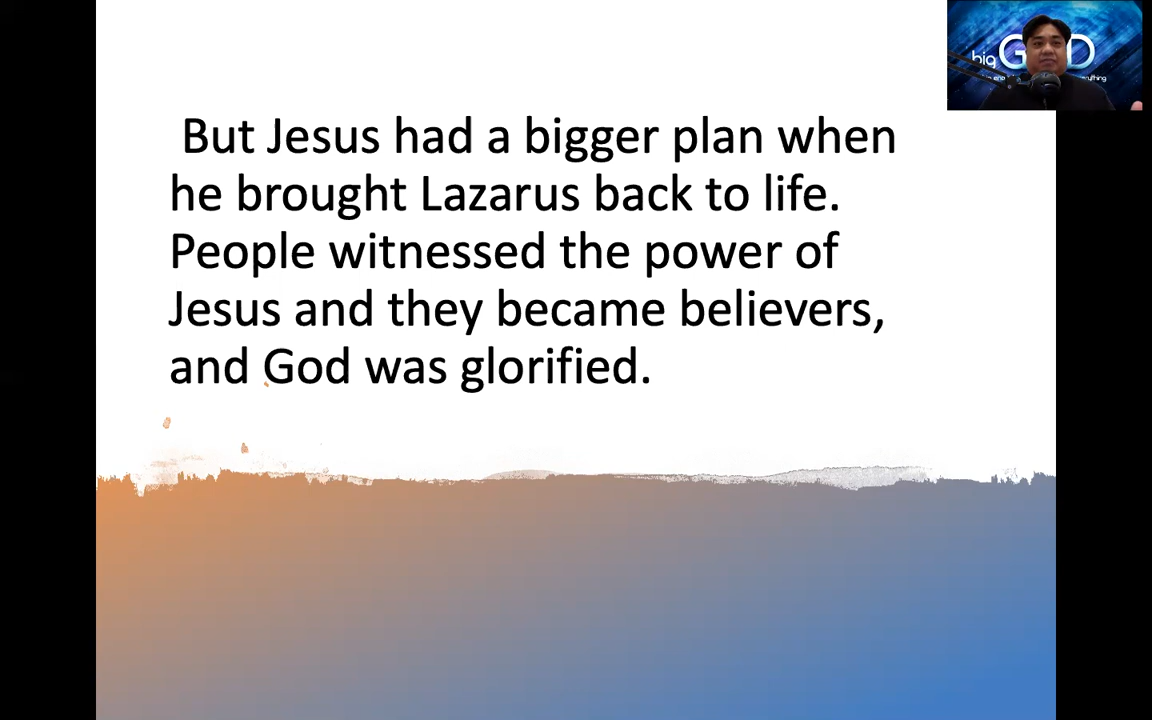 But Jesus had a bigger plan when
he brought Lazarus back to life.
People witnessed the power of
Jesus and they became believers,
and God was glorified.
big G D